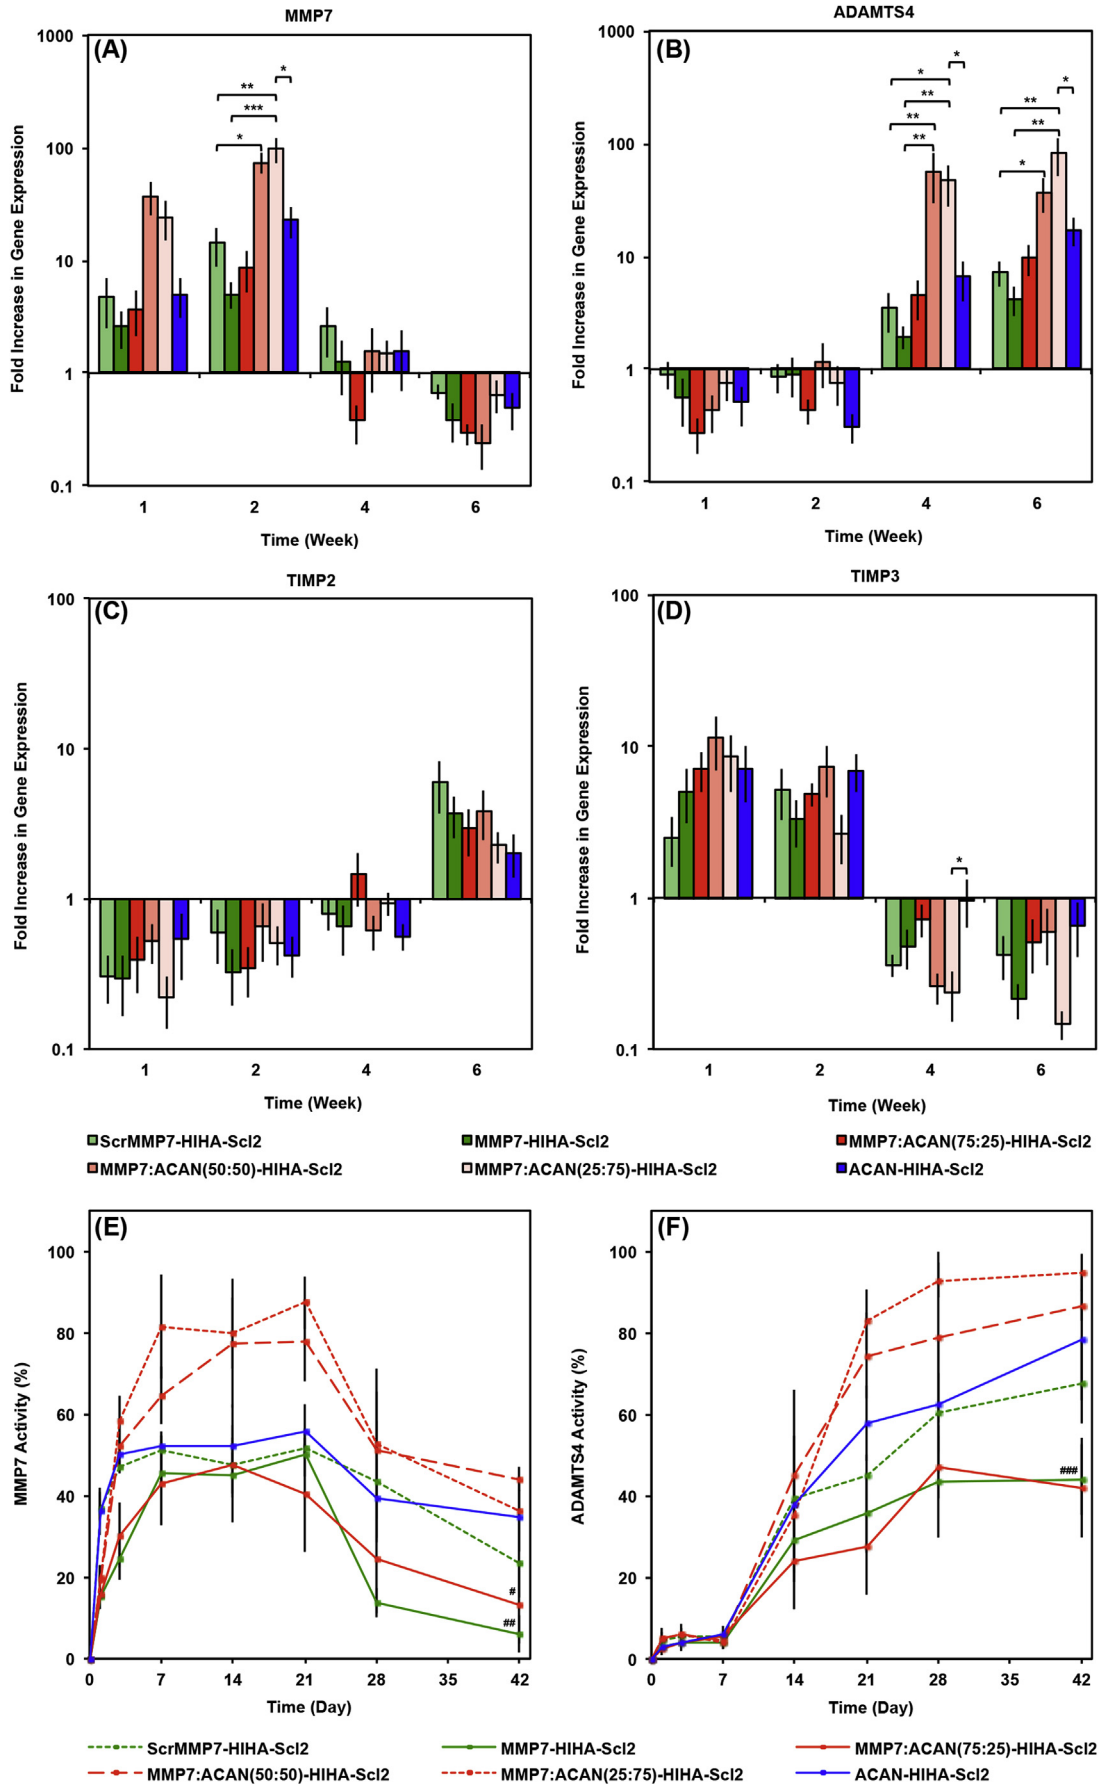 MMP7
(A)
1000
100
10
1
0.1
Fold Increase in Gene Expression
** * *** *
1 2 4 6
Time (Week)
ADAMTS4
(B)
1000
100
10
1
0.1
Fold Increase in Gene Expression
* * ** ** ** * ** ** *
1 2 4 6
Time (Week)
TIMP2
(C)
100
10
1
0.1
Fold Increase in Gene Expression
1 2 4 6
Time (Week)
TIMP3
(D)
100
10
1
0.1
Fold Increase in Gene Expression
*
1 2 4 6
Time (Week)
ScrMMP7-HIHA-Scl2 MMP7-HIHA-Scl2 MMP7:ACAN(75:25)-HIHA-Scl2
MMP7:ACAN(50:50)-HIHA-Scl2 MMP7:ACAN(25:75)-HIHA-Scl2 ACAN-HIHA-Scl2
(E)
100
80
60
40
20
0
MMP7 Activity (%)
#
##
0 7 14 21 28 35 42
Time (Day)
(F)
100
80
60
40
20
0
ADAMTS4 Activity (%)
###
0 7 14 21 28 35 42
Time (Day)
ScrMMP7-HIHA-Scl2 MMP7-HIHA-Scl2 MMP7:ACAN(75:25)-HIHA-Scl2
MMP7:ACAN(50:50)-HIHA-Scl2 MMP7:ACAN(25:75)-HIHA-Scl2 ACAN-HIHA-Scl2